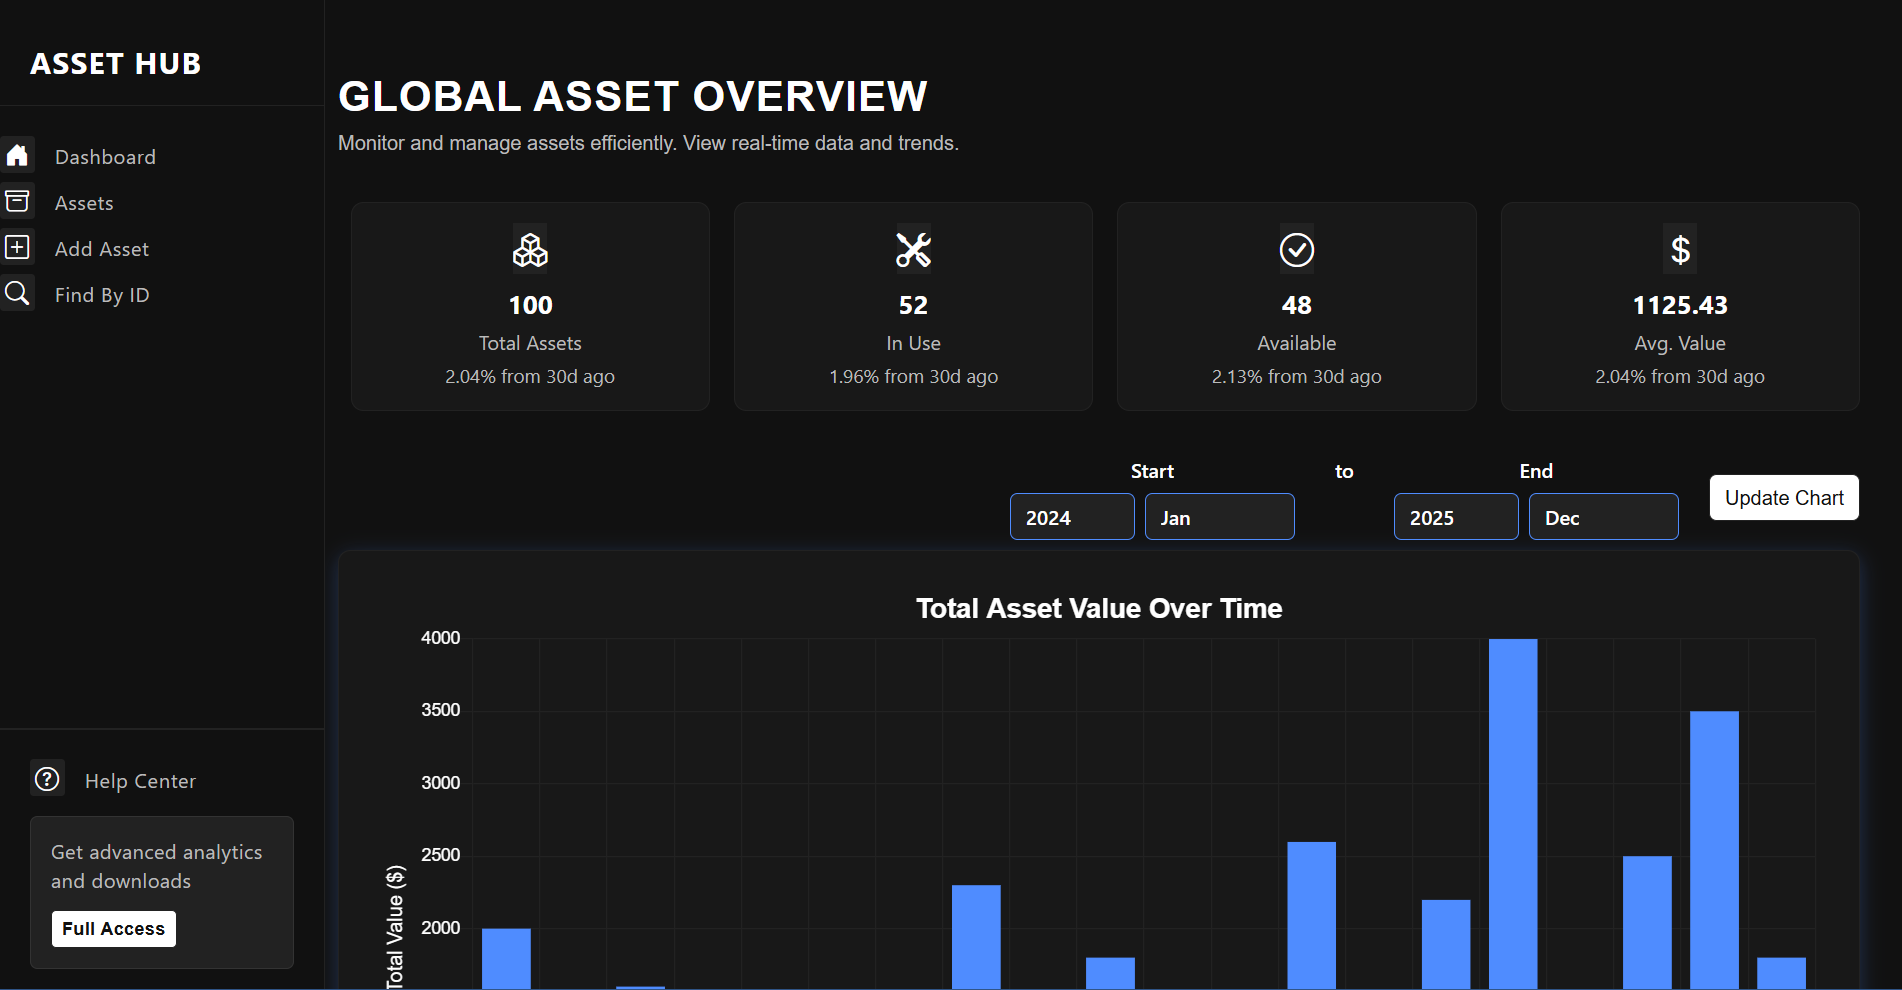 ASSET HUB
Dashboard
Assets
Add Asset
Find By ID
Help Center
Get advanced analytics
and downloads
Full Access
GLOBAL ASSET OVERVIEW
Monitor and manage assets efficiently. View real-time data and trends.
100
Total Assets
2.04% from 30d ago
52
In Use
1.96% from 30d ago
48
Available
2.13% from 30d ago
$
1125.43
Avg. Value
2.04% from 30d ago
Start to End
2024 Jan 2025 Dec Update Chart
Total Asset Value Over Time
4000
3500
3000
2500
2000
Total Value ($)